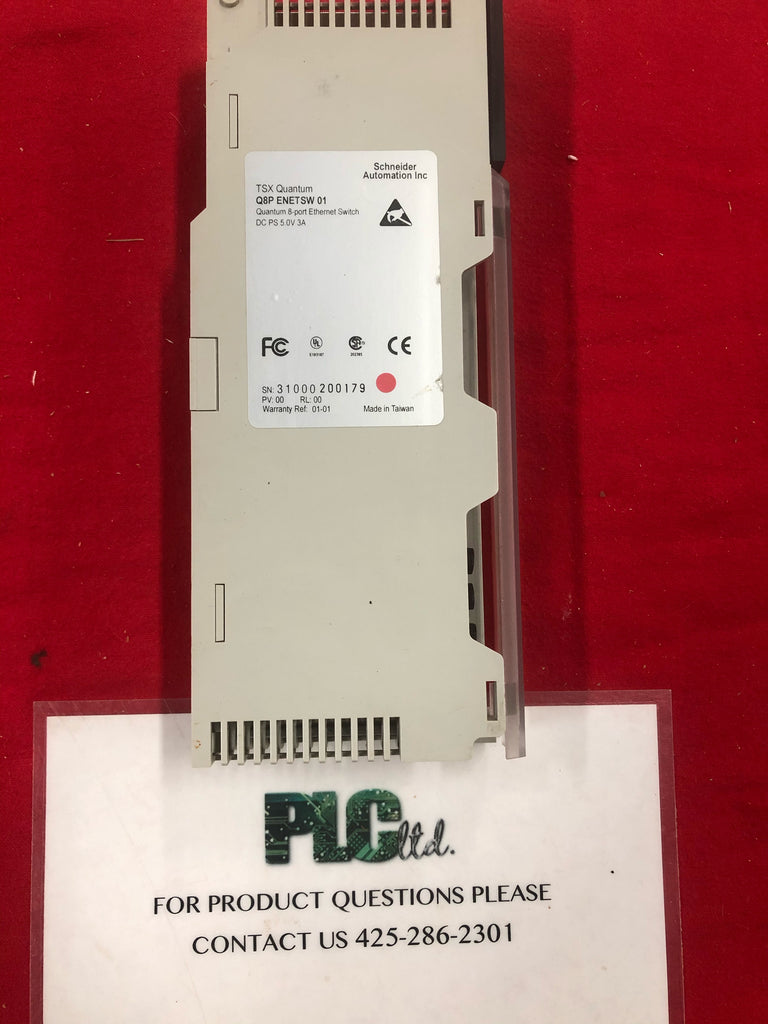 Schneider
Automation Inc
TSX Quantum
Q8P ENETSW 01
Quantum 8-port Ethernet Switch
DC PS 5.0V 3A
FC UL CE
SN: 31000200179
PV: 00 RL: 00
Warranty Ref: 01-01 Made in Taiwan
PLC ltd.
FOR PRODUCT QUESTIONS PLEASE
CONTACT US 425-286-2301